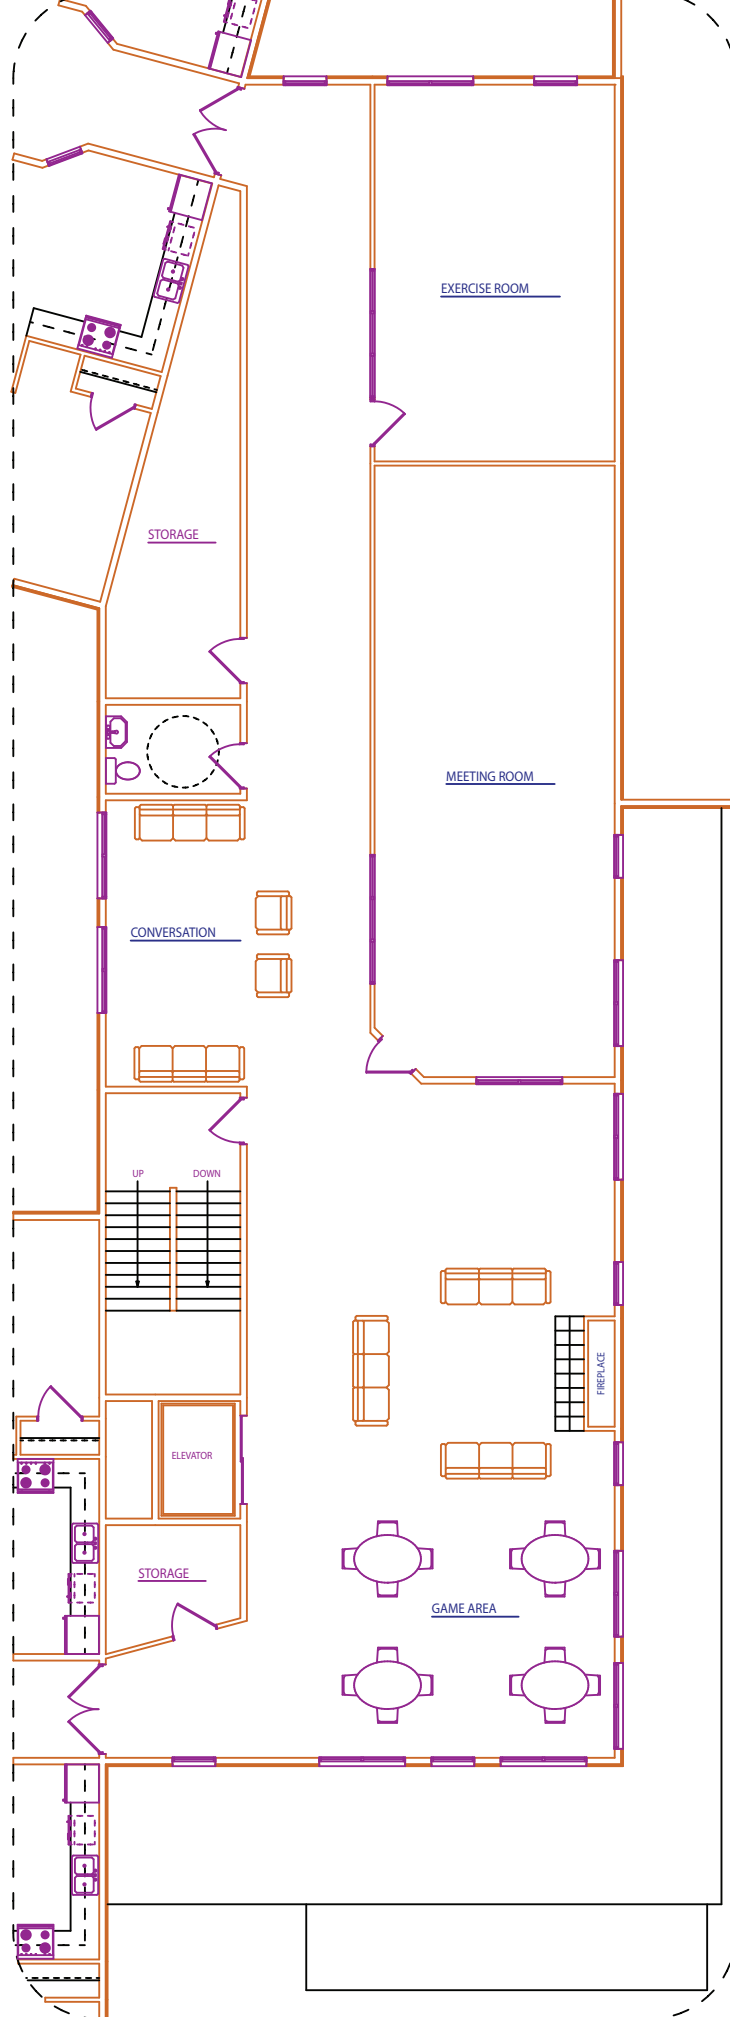 EXERCISE ROOM
STORAGE
MEETING ROOM
CONVERSATION
UP
DOWN
FIREPLACE
ELEVATOR
STORAGE
GAME AREA